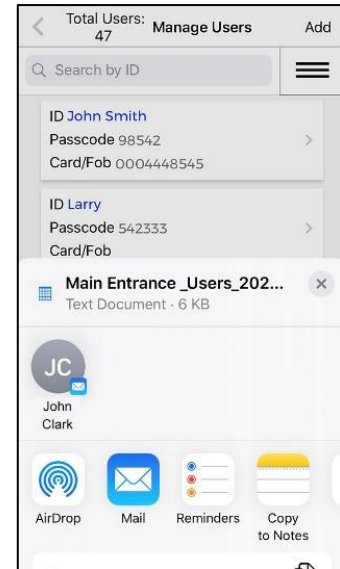 Total Users:
47
Manage Users
Add
Search by ID
ID John Smith
Passcode 98542
Card/Fob 0004448545
ID Larry
Passcode 542333
Card/Fob
Main Entrance _Users_202...
Text Document · 6 KB
JC
John
Clark
AirDrop
Mail
Reminders
Copy
to Notes